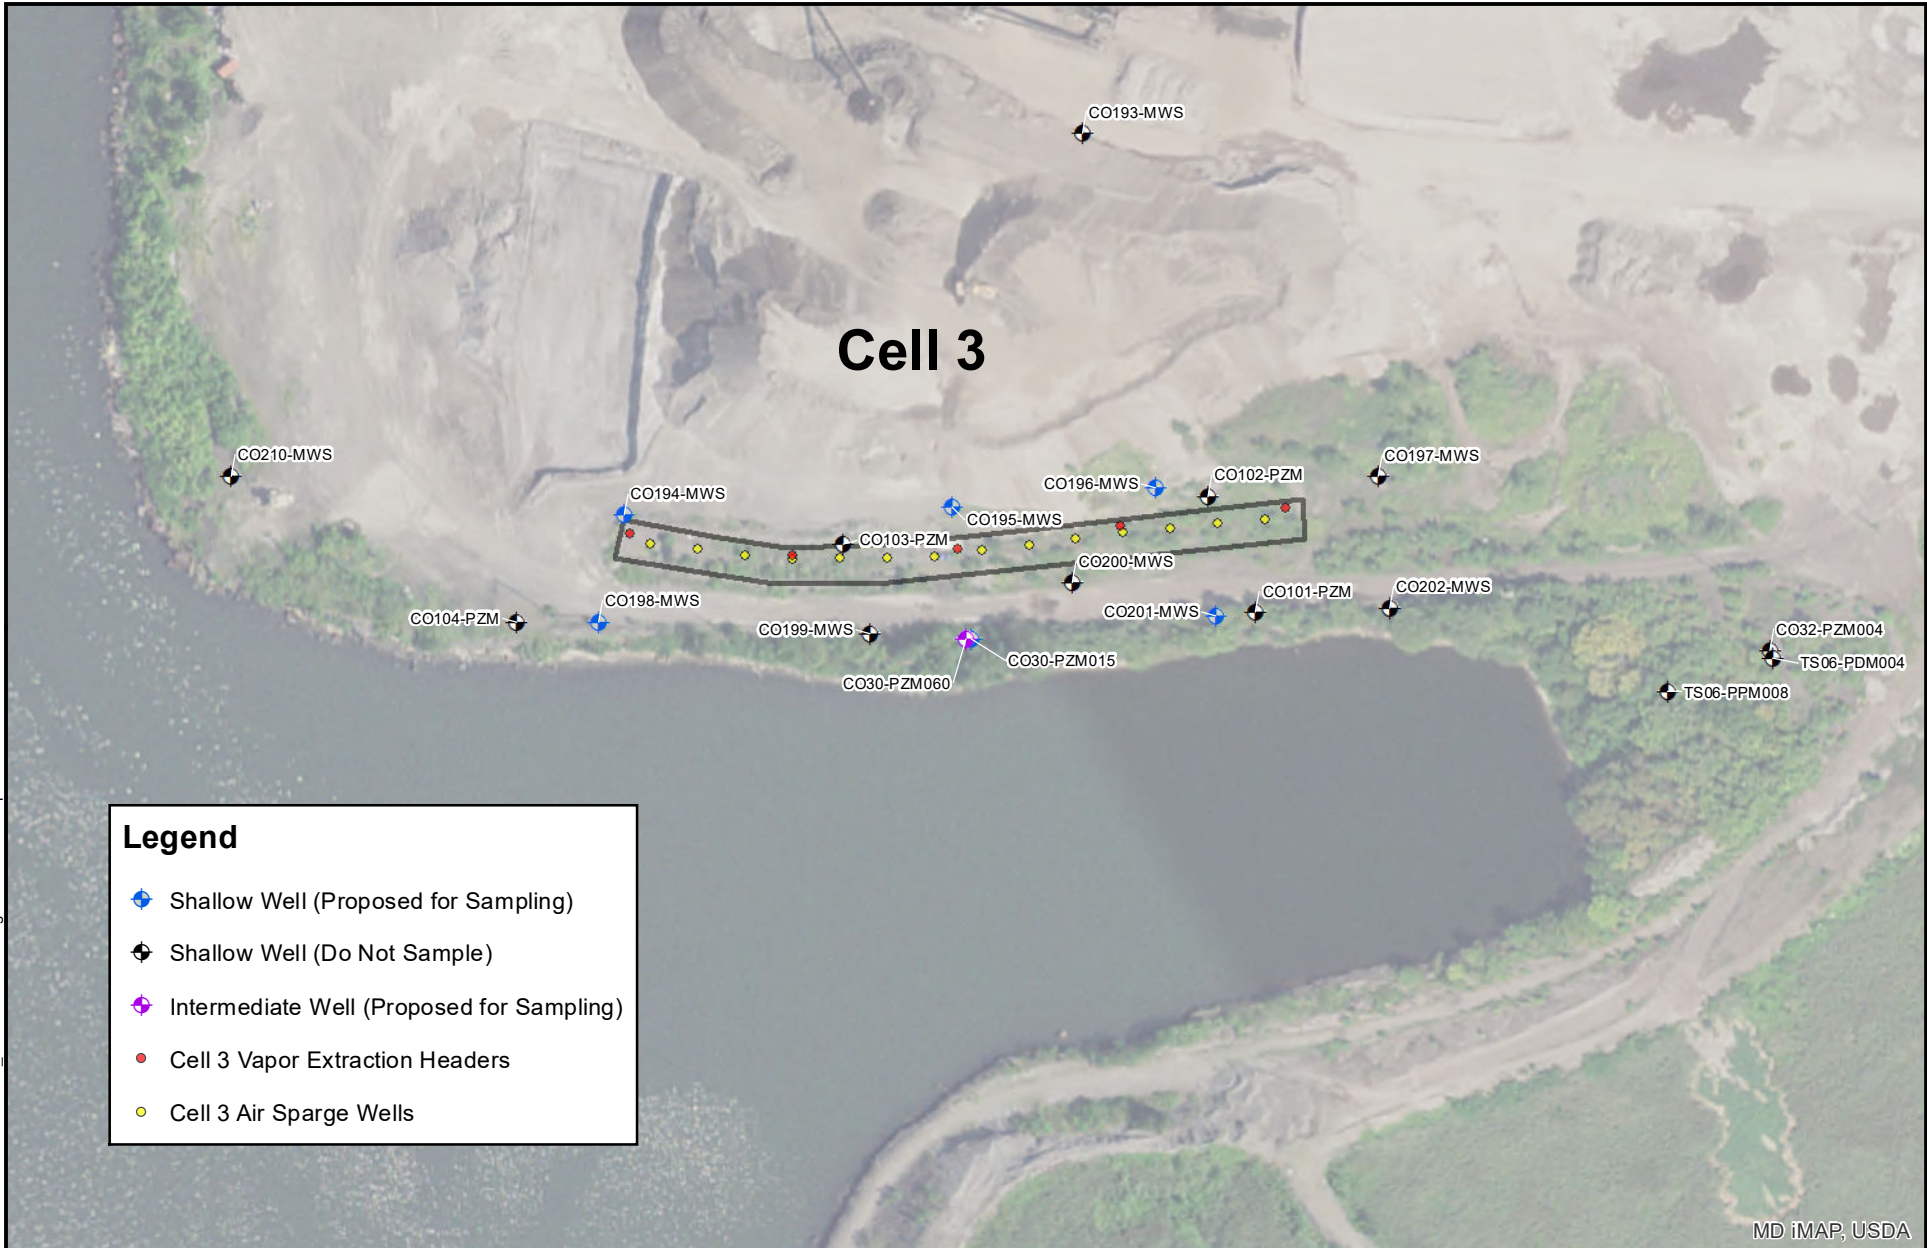 CO193-MWS
Cell 3
CO210-MWS
CO197-MWS
CO102-PZM
CO196-MWS
CO194-MWS
CO195-MWS
CO103-PZM
CO200-MWS
CO202-MWS
CO101-PZM
CO198-MWS
CO201-MWS
CO104-PZM
CO199-MWS
CO32-PZM004
CO30-PZM015
TS06-PDM004
CO30-PZM060
TS06-PPM008
Legend
Shallow Well (Proposed for Sampling)
Shallow Well (Do Not Sample)
Intermediate Well (Proposed for Sampling)
Cell 3 Vapor Extraction Headers
Cell 3 Air Sparge Wells
MD iMAP, USDA